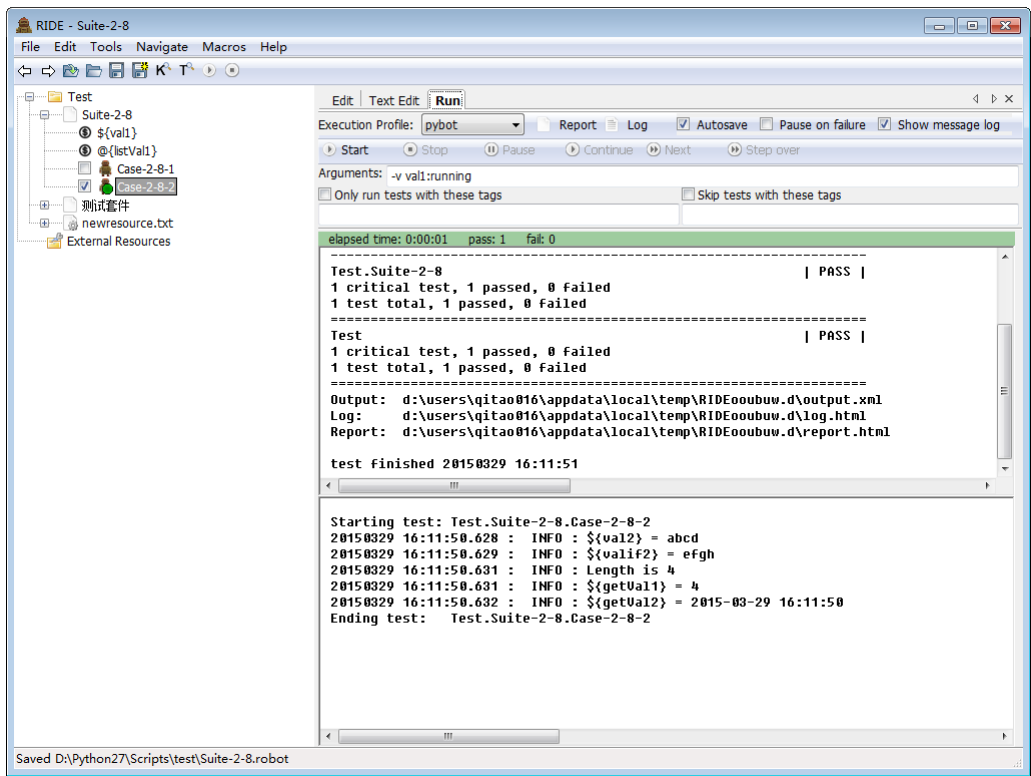 RIDE - Suite-2-8
File Edit Tools Navigate Macros Help
Test
Suite-2-8
${val1}
@{listVal1}
Case-2-8-1
Case-2-8-2
测试套件
newresource.txt
External Resources
Edit Text Edit Run
Execution Profile: pybot Report Log Autosave Pause on failure Show message log
Start Stop Pause Continue Next Step over
Arguments: -v val1:running
Only run tests with these tags Skip tests with these tags
elapsed time: 0:00:01 pass: 1 fail: 0
------------------------------------------------------------------------------
Test.Suite-2-8 | PASS |
1 critical test, 1 passed, 0 failed
1 test total, 1 passed, 0 failed
==============================================================================
Test | PASS |
1 critical test, 1 passed, 0 failed
1 test total, 1 passed, 0 failed
==============================================================================
Output: d:\users\qitao016\appdata\local\temp\RIDEooubuw.d\output.xml
Log: d:\users\qitao016\appdata\local\temp\RIDEooubuw.d\log.html
Report: d:\users\qitao016\appdata\local\temp\RIDEooubuw.d\report.html
test finished 20150329 16:11:51
Starting test: Test.Suite-2-8.Case-2-8-2
20150329 16:11:50.628 : INFO : ${val2} = abcd
20150329 16:11:50.629 : INFO : ${valif2} = efgh
20150329 16:11:50.631 : INFO : Length is 4
20150329 16:11:50.631 : INFO : ${getVal1} = 4
20150329 16:11:50.632 : INFO : ${getVal2} = 2015-03-29 16:11:50
Ending test: Test.Suite-2-8.Case-2-8-2
Saved D:\Python27\Scripts\test\Suite-2-8.robot